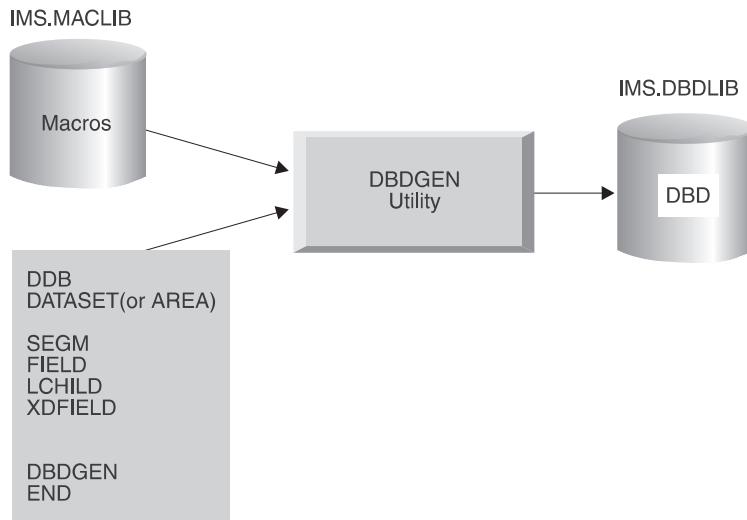 IMS.MACLIB
Macros
DBDGEN
Utility
IMS.DBDLIB
DBD
DDB
DATASET(or AREA)
SEGM
FIELD
LCHILD
XDFIELD
DBDGEN
END